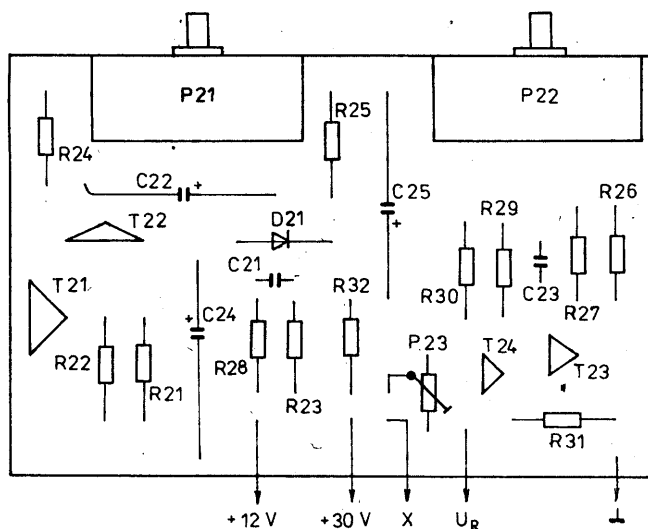 P21
P22
R25
R24
C22
+
C25
+
R26
T22
D21
R29
C21
T21
R32
R30
C23
R27
+
C24
P23
T24
R22
R21
R28
R23
T23
R31
+12 V
+30 V
X
UR